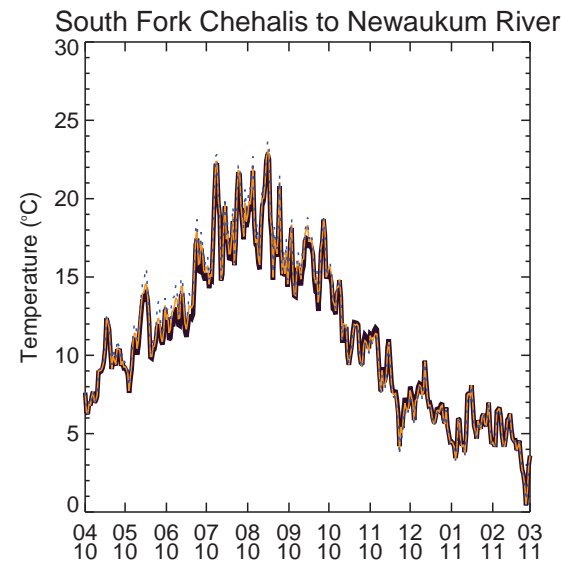 South Fork Chehalis to Newaukum River
30
25
20
15
10
5
0
Temperature (°C)
04 05 06 07 08 09 10 11 12 01 02 03
10 10 10 10 10 10 10 10 10 11 11 11